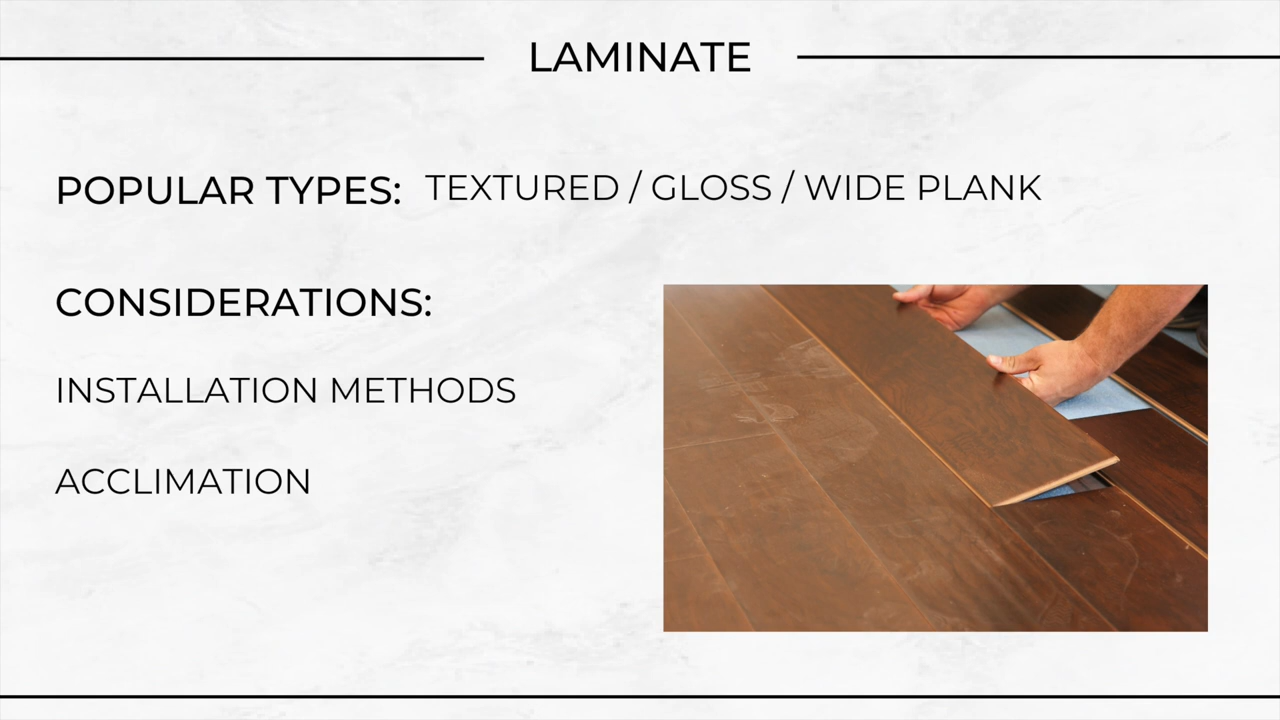 LAMINATE
POPULAR TYPES: TEXTURED / GLOSS / WIDE PLANK
CONSIDERATIONS:
INSTALLATION METHODS
ACCLIMATION